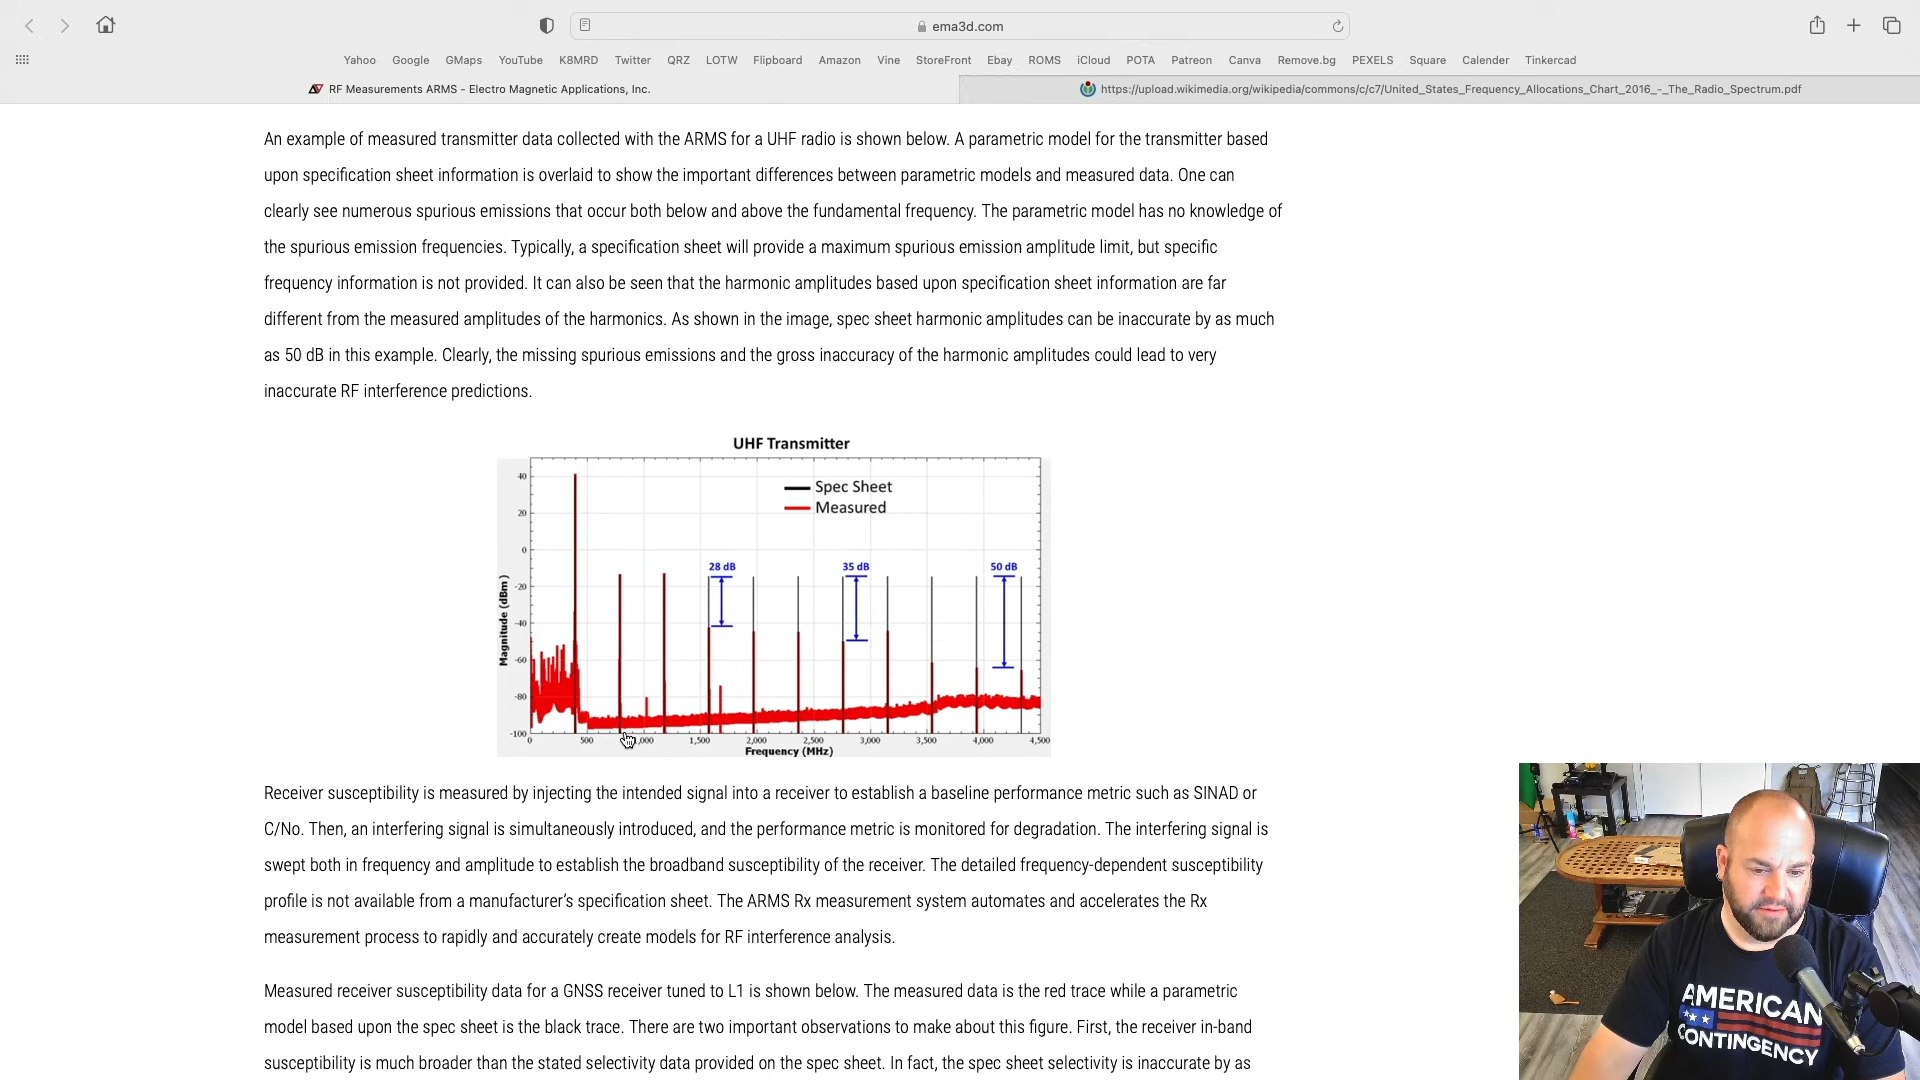 ema3d.com
Yahoo Google GMaps YouTube K8MRD Twitter QRZ LOTW Flipboard Amazon Vine StoreFront Ebay ROMS iCloud POTA Patreon Canva Remove.bg PEXELS Square Calender Tinkercad
RF Measurements ARMS - Electro Magnetic Applications, Inc.
https://upload.wikimedia.org/wikipedia/commons/c/c7/United_States_Frequency_Allocations_Chart_2016_-_The_Radio_Spectrum.pdf
An example of measured transmitter data collected with the ARMS for a UHF radio is shown below. A parametric model for the transmitter based
upon specification sheet information is overlaid to show the important differences between parametric models and measured data. One can
clearly see numerous spurious emissions that occur both below and above the fundamental frequency. The parametric model has no knowledge of
the spurious emission frequencies. Typically, a specification sheet will provide a maximum spurious emission amplitude limit, but specific
frequency information is not provided. It can also be seen that the harmonic amplitudes based upon specification sheet information are far
different from the measured amplitudes of the harmonics. As shown in the image, spec sheet harmonic amplitudes can be inaccurate by as much
as 50 dB in this example. Clearly, the missing spurious emissions and the gross inaccuracy of the harmonic amplitudes could lead to very
inaccurate RF interference predictions.
UHF Transmitter
Spec Sheet
Measured
28 dB 35 dB 50 dB
40
20
0
-20
-40
-60
-80
-100
Magnitude (dBm)
0 500 1,500 2,000 2,500 3,000 3,500 4,000 4,500
Frequency (MHz)
Receiver susceptibility is measured by injecting the intended signal into a receiver to establish a baseline performance metric such as SINAD or
C/No. Then, an interfering signal is simultaneously introduced, and the performance metric is monitored for degradation. The interfering signal is
swept both in frequency and amplitude to establish the broadband susceptibility of the receiver. The detailed frequency-dependent susceptibility
profile is not available from a manufacturer's specification sheet. The ARMS Rx measurement system automates and accelerates the Rx
measurement process to rapidly and accurately create models for RF interference analysis.
Measured receiver susceptibility data for a GNSS receiver tuned to L1 is shown below. The measured data is the red trace while a parametric
model based upon the spec sheet is the black trace. There are two important observations to make about this figure. First, the receiver in-band
susceptibility is much broader than the stated selectivity data provided on the spec sheet. In fact, the spec sheet selectivity is inaccurate by as
AMERICAN
CONTINGENCY